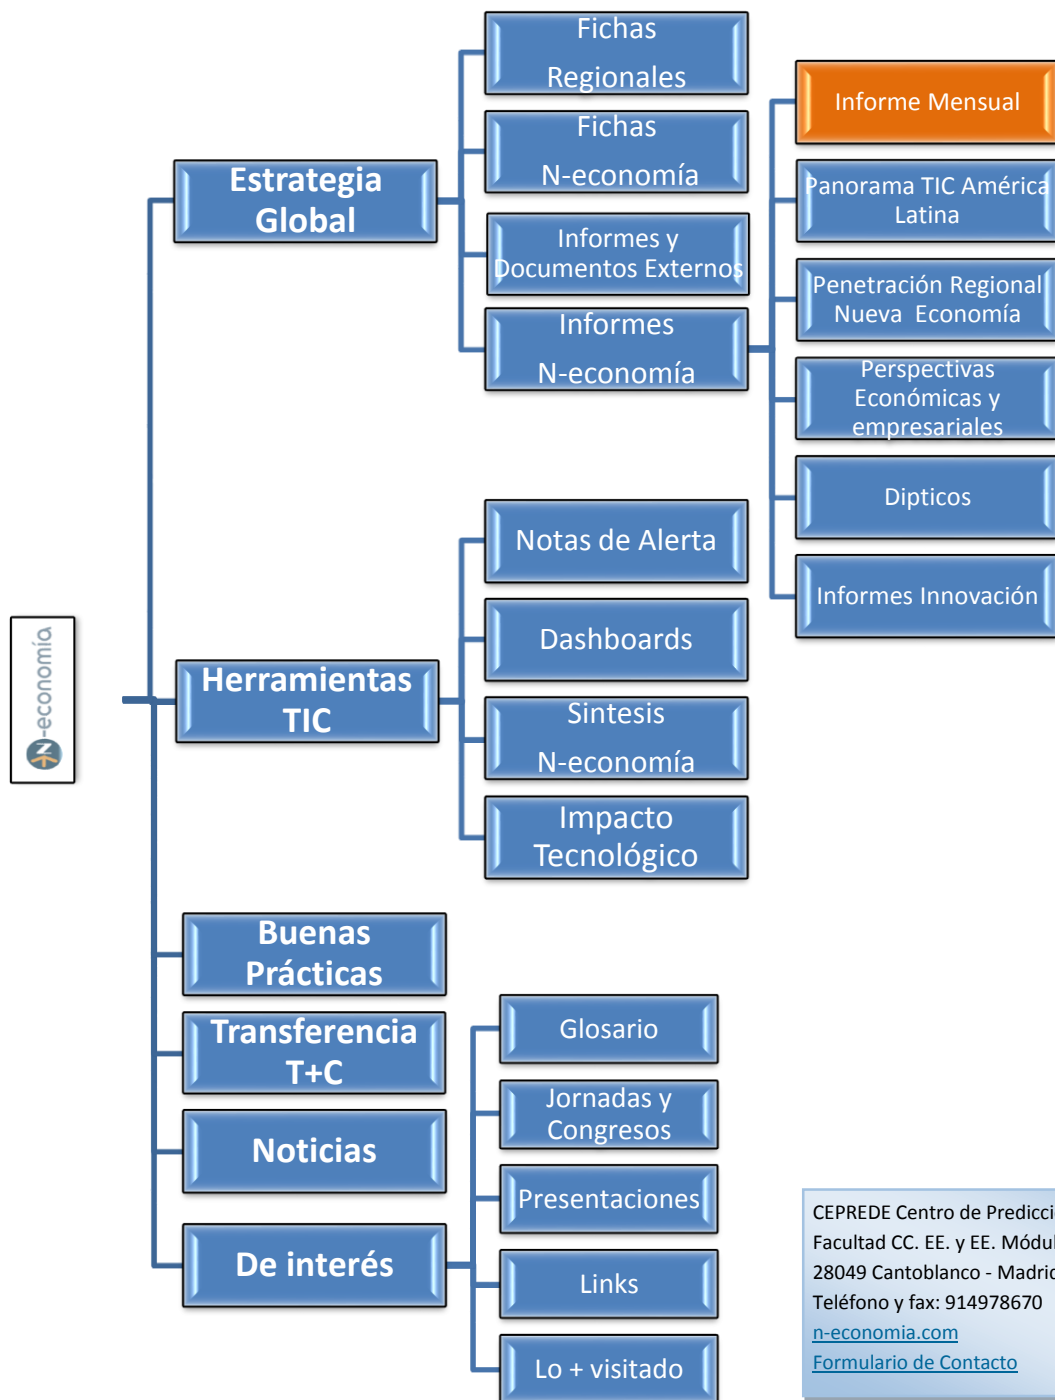 N-economía
Estrategia
Global
Fichas
Regionales
Fichas
N-economía
Informes y
Documentos Externos
Informes
N-economía
Informe Mensual
Panorama TIC América
Latina
Penetración Regional
Nueva Economía
Perspectivas
Económicas y
empresariales
Dipticos
Informes Innovación
Herramientas
TIC
Notas de Alerta
Dashboards
Sintesis
N-economía
Impacto
Tecnológico
Buenas
Prácticas
Transferencia
T+C
Noticias
De interés
Glosario
Jornadas y
Congresos
Presentaciones
Links
Lo + visitado
CEPREDE Centro de
Facultad CC. EE. y EE.
28049 Cantoblanco - Madrid
Teléfono y fax: 914978670
n-economia.com
Formulario de Contacto